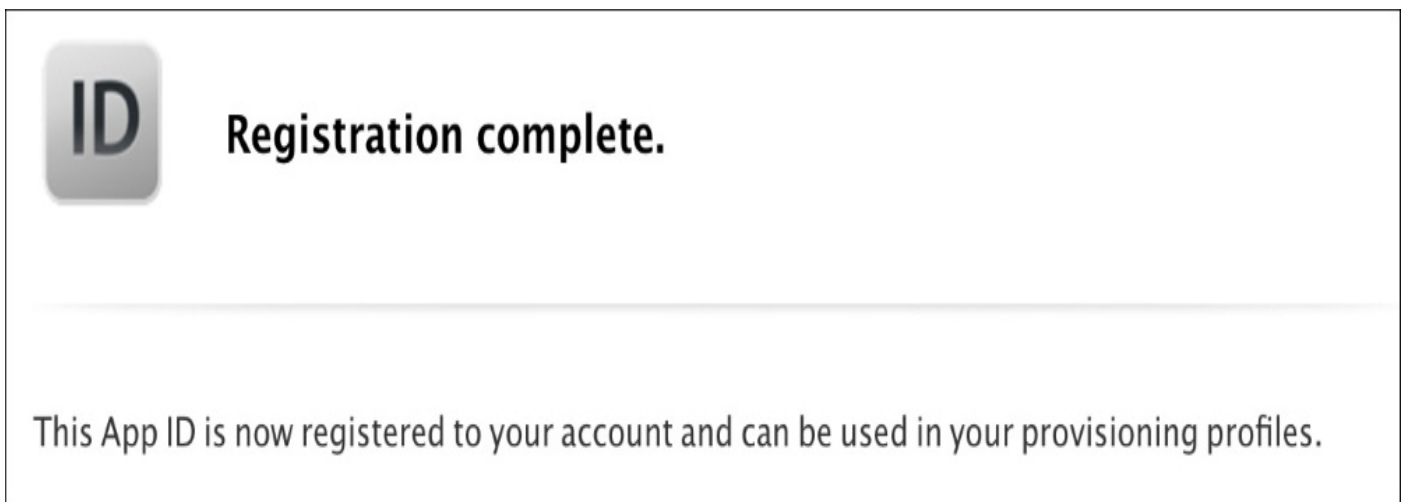 ID
Registration complete.
This App ID is now registered to your account and can be used in your provisioning profiles.